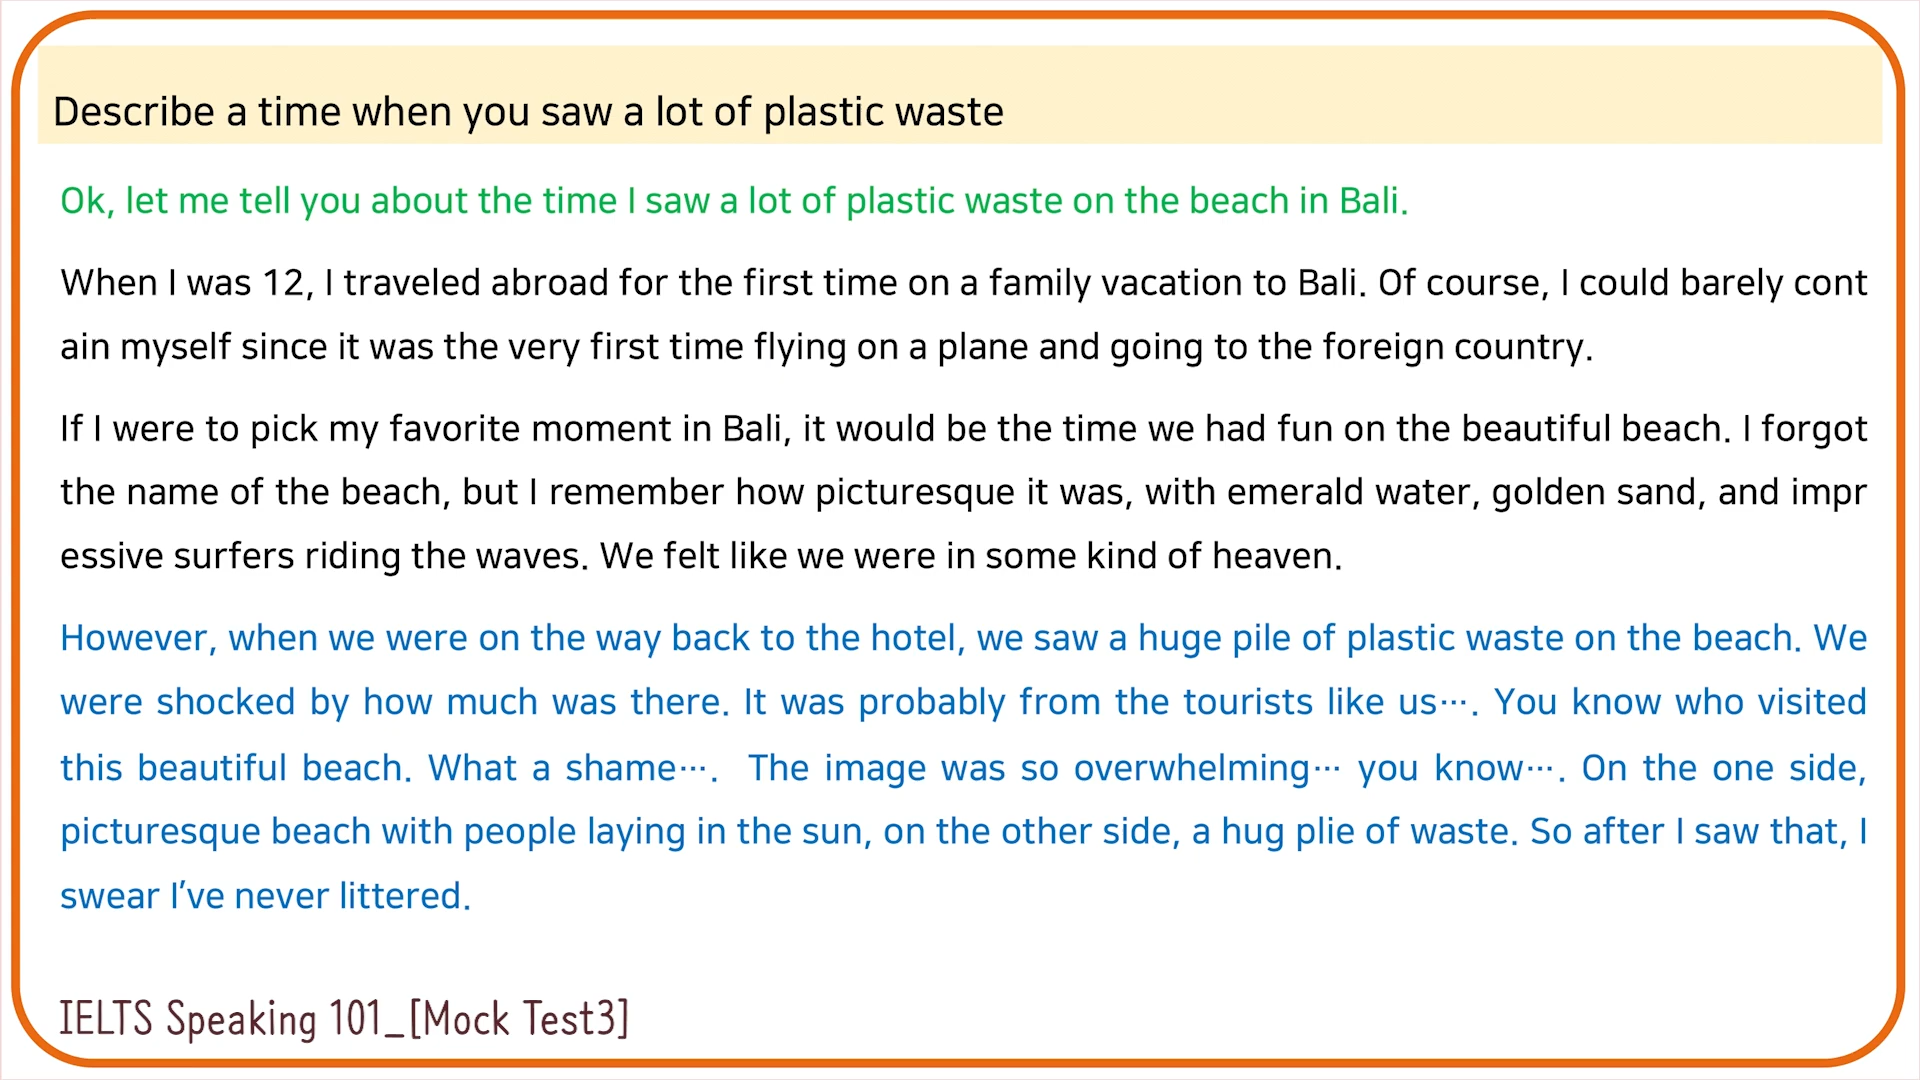 Describe a time when you saw a lot of plastic waste
Ok, let me tell you about the time I saw a lot of plastic waste on the beach in Bali.
When I was 12, I traveled abroad for the first time on a family vacation to Bali. Of course, I could barely cont
ain myself since it was the very first time flying on a plane and going to the foreign country.
If I were to pick my favorite moment in Bali, it would be the time we had fun on the beautiful beach. I forgot
the name of the beach, but I remember how picturesque it was, with emerald water, golden sand, and impr
essive surfers riding the waves. We felt like we were in some kind of heaven.
However, when we were on the way back to the hotel, we saw a huge pile of plastic waste on the beach. We
were shocked by how much was there. It was probably from the tourists like us⋯. You know who visited
this beautiful beach. What a shame⋯.  The image was so overwhelming⋯ you know⋯. On the one side,
picturesque beach with people laying in the sun, on the other side, a hug plie of waste. So after I saw that, I
swear I’ve never littered.
IELTS Speaking 101_[Mock Test3]